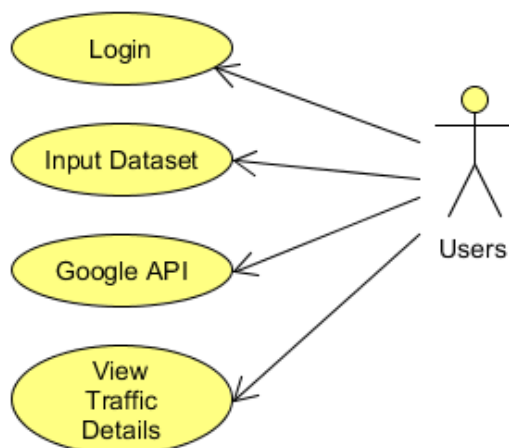 Login
Input Dataset
Google API
View
Traffic
Details
Users